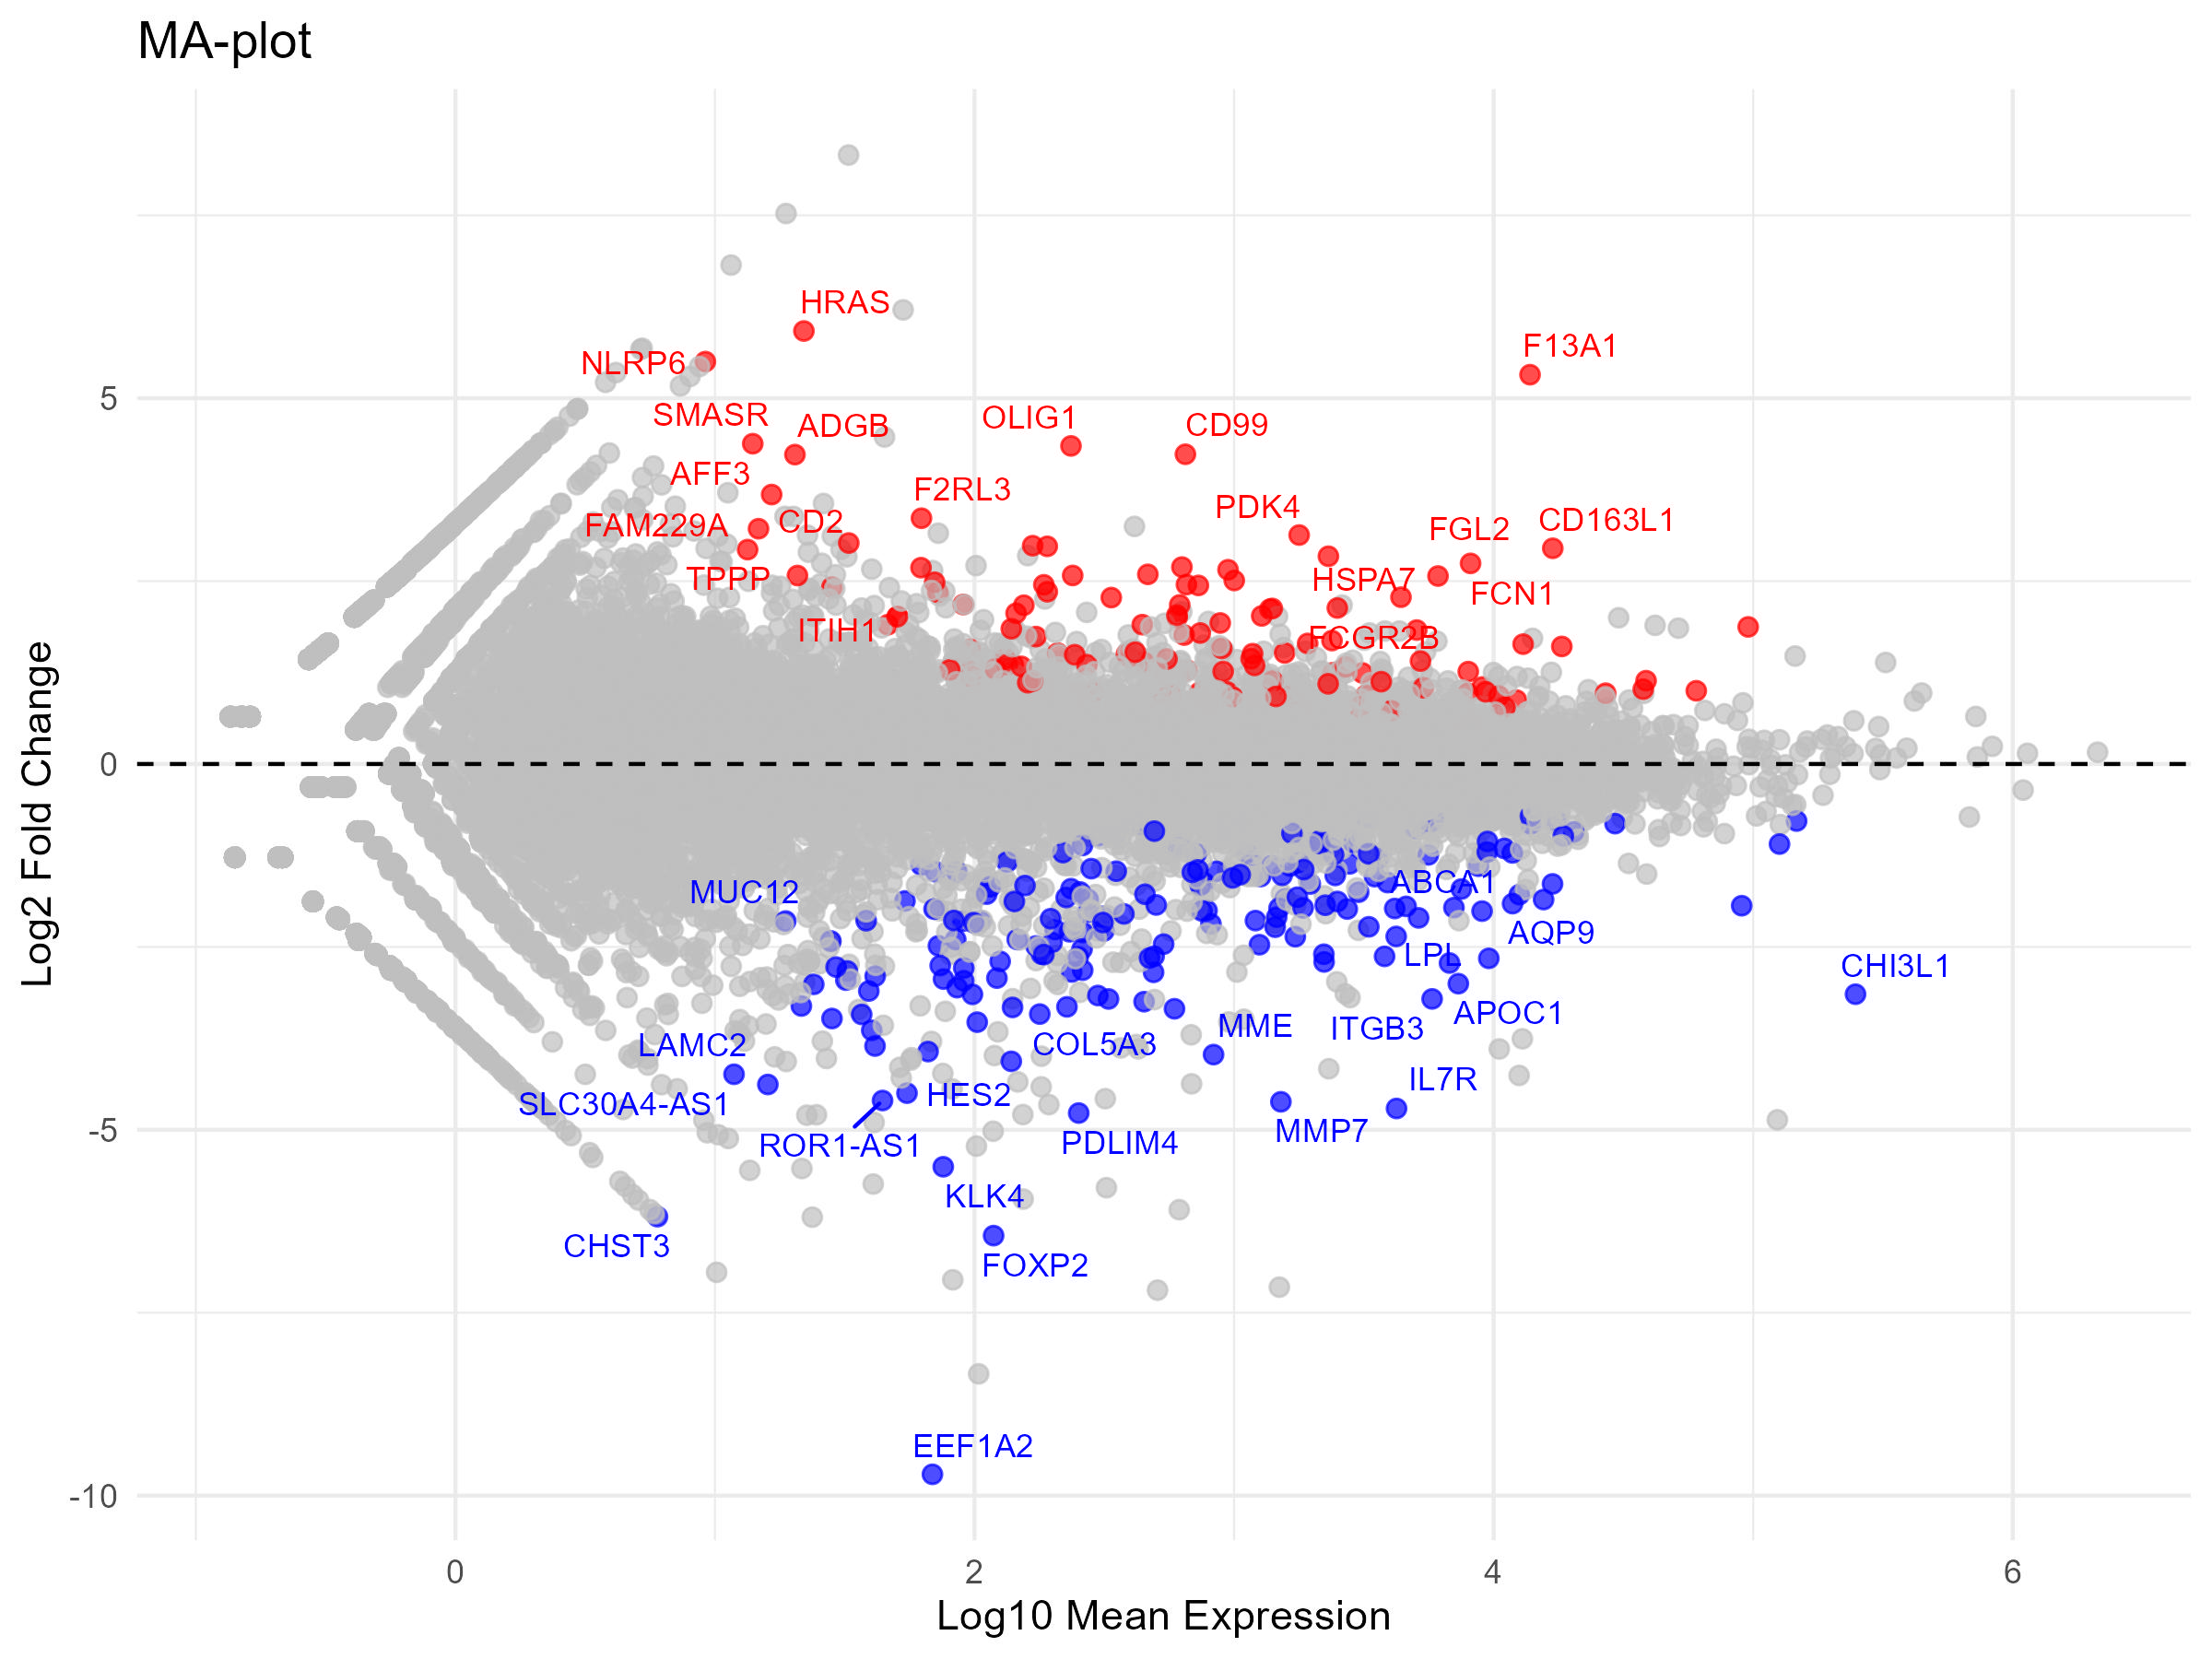 MA-plot
HRAS
NLRP6
F13A1
SMASR
ADGB
OLIG1
CD99
AFF3
F2RL3
FAM229A
CD2
PDK4
FGL2
CD163L1
TPPP
HSPA7
FCN1
ITIH1
FCGR2B
MUC12
ABCA1
AQP9
LPL
CHI3L1
LAMC2
COL5A3
MME
ITGB3
APOC1
SLC30A4-AS1
HES2
IL7R
ROR1-AS1
PDLIM4
MMP7
KLK4
CHST3
FOXP2
EEF1A2
5
0
-5
-10
Log2 Fold Change
0
2
4
6
Log10 Mean Expression